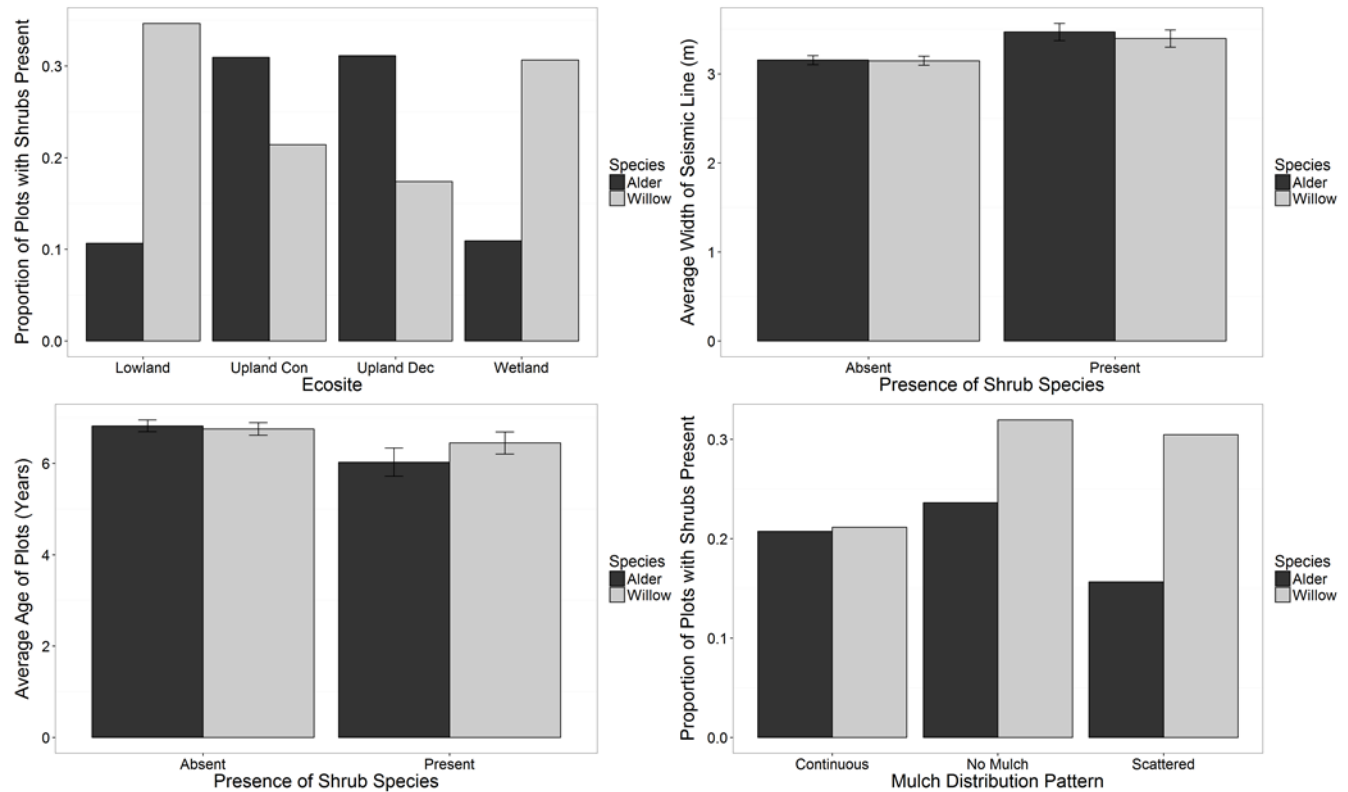 Proportion of Plots with Shrubs Present
0.3
0.2
0.1
0.0
Lowland Upland Con Upland Dec Wetland
Ecosite
Species
Alder
Willow
Average Width of Seismic Line (m)
3
2
1
0
Absent Present
Presence of Shrub Species
Species
Alder
Willow
Average Age of Plots (Years)
6
4
2
0
Absent Present
Presence of Shrub Species
Species
Alder
Willow
Proportion of Plots with Shrubs Present
0.3
0.2
0.1
0.0
Continuous No Mulch Scattered
Mulch Distribution Pattern
Species
Alder
Willow